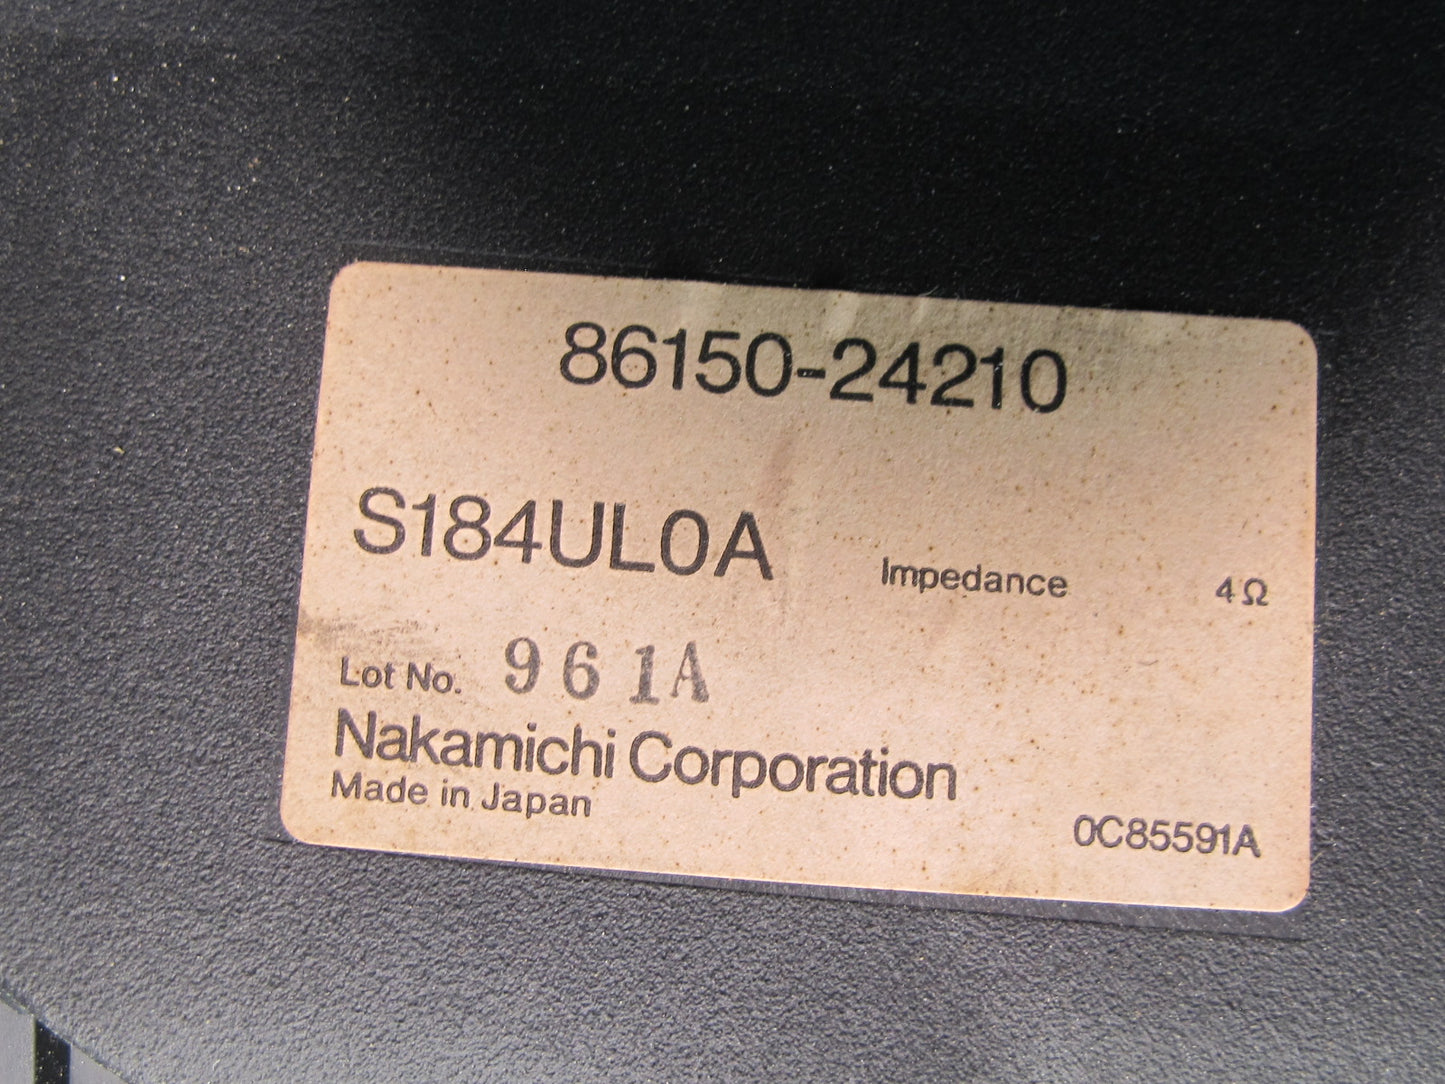 86150-24210
S184UL0A Impedance 4Ω
Lot No. 961A
Nakamichi Corporation
Made in Japan
0C85591A